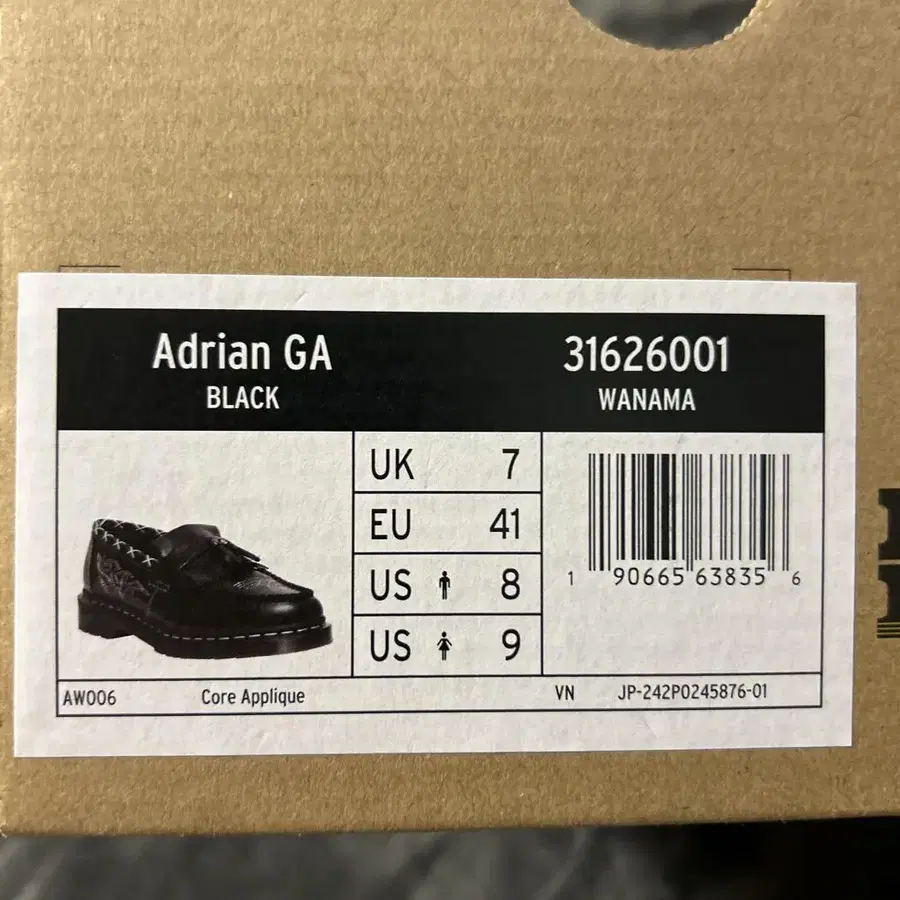 Adrian GA
BLACK
31626001
WANAMA
UK 7
EU 41
US 8
US 9
1 90665 63835 6
AW006 Core Applique VN JP-242P0245876-01